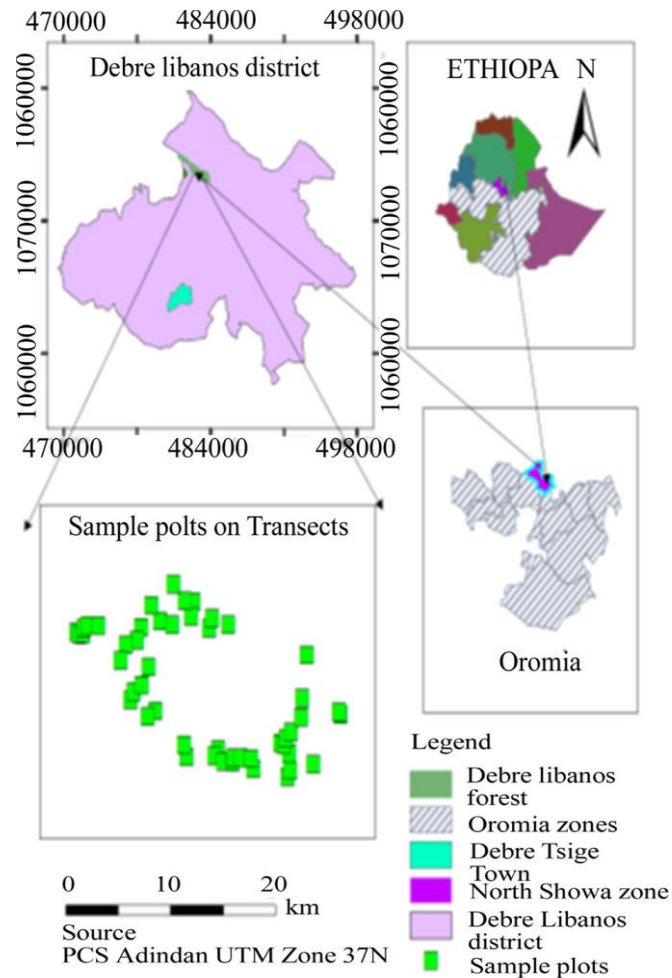 470000 484000 498000
Debre libanos district
1060000
1070000
1060000
1060000
1070000
1060000
470000 484000 498000
ETHIOPA N
Oromia
Sample polts on Transects
Legend
Debre libanos
forest
Oromia zones
Debre Tsige
Town
North Showa zone
Debre Libanos
district
Sample plots
0 20
km
Source
PCS Adindan UTM Zone 37N